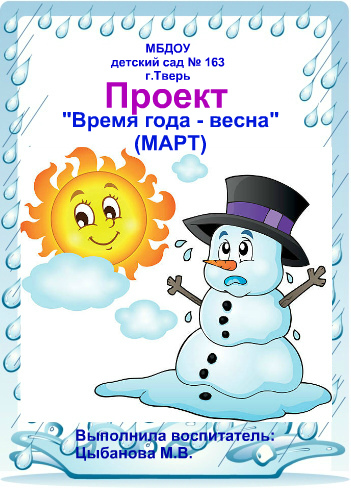 МБДОУ
детский сад № 163
г.Тверь
Проект
"Время года - весна"
(МАРТ)
Выполнила воспитатель:
Цыбанова М.В.